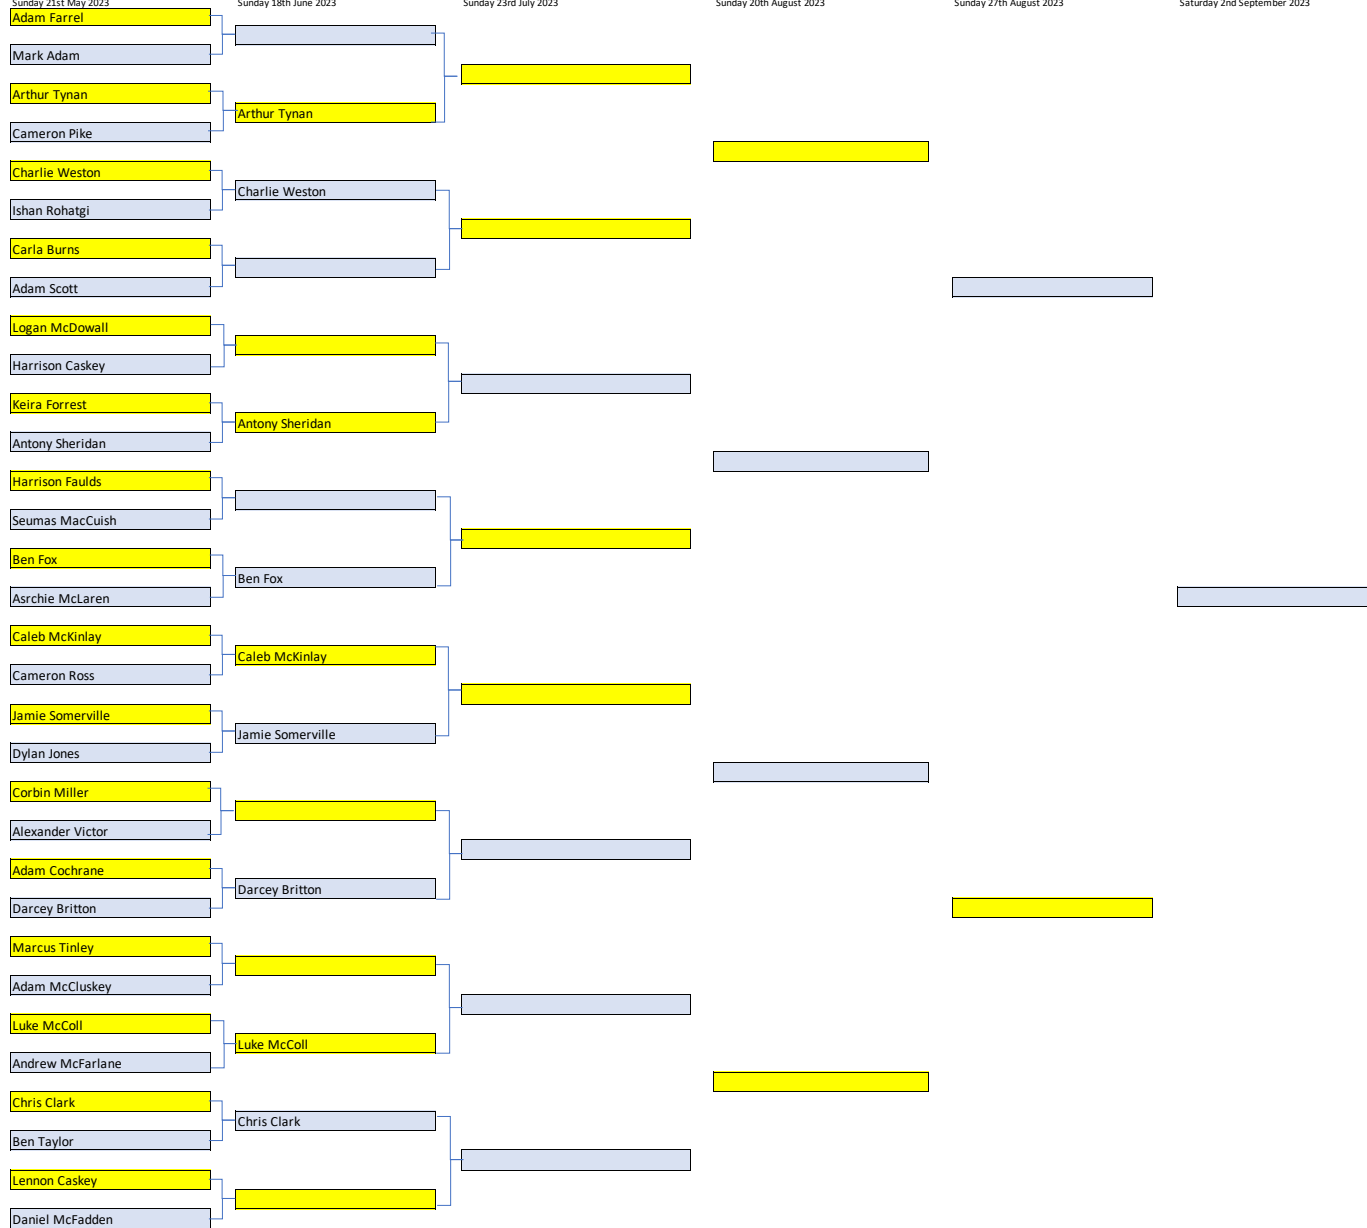 Sunday 21st May 2023
Sunday 18th June 2023
Sunday 23rd July 2023
Sunday 20th August 2023
Sunday 27th August 2023
Saturday 2nd September 2023
Adam Farrel
Mark Adam
Arthur Tynan
Arthur Tynan
Cameron Pike
Charlie Weston
Charlie Weston
Ishan Rohatgi
Carla Burns
Adam Scott
Logan McDowall
Harrison Caskey
Keira Forrest
Antony Sheridan
Antony Sheridan
Harrison Faulds
Seumas MacCuish
Ben Fox
Ben Fox
Asrchie McLaren
Caleb McKinlay
Caleb McKinlay
Cameron Ross
Jamie Somerville
Jamie Somerville
Dylan Jones
Corbin Miller
Alexander Victor
Adam Cochrane
Darcey Britton
Darcey Britton
Marcus Tinley
Adam McCluskey
Luke McColl
Luke McColl
Andrew McFarlane
Chris Clark
Chris Clark
Ben Taylor
Lennon Caskey
Daniel McFadden